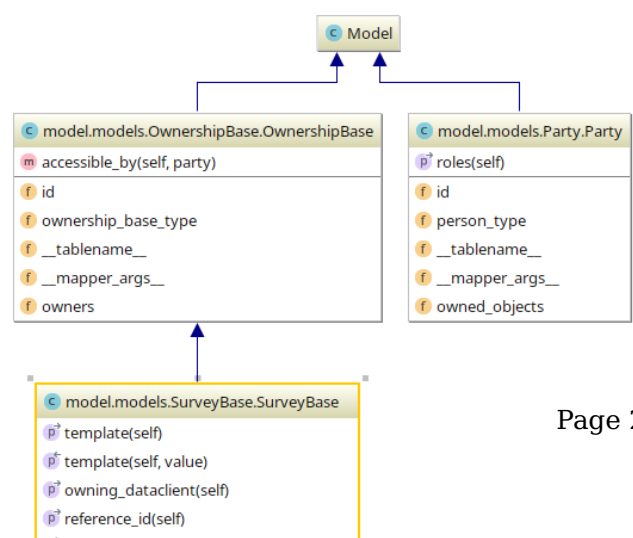 C Model
C model.models.OwnershipBase.OwnershipBase
m accessible_by(self, party)
f id
f ownership_base_type
f __tablename__
f __mapper_args__
f owners
C model.models.Party.Party
p roles(self)
f id
f person_type
f __tablename__
f __mapper_args__
f owned_objects
C model.models.SurveyBase.SurveyBase
p template(self)
p template(self, value)
p owning_dataclient(self)
p reference_id(self)
Page 2